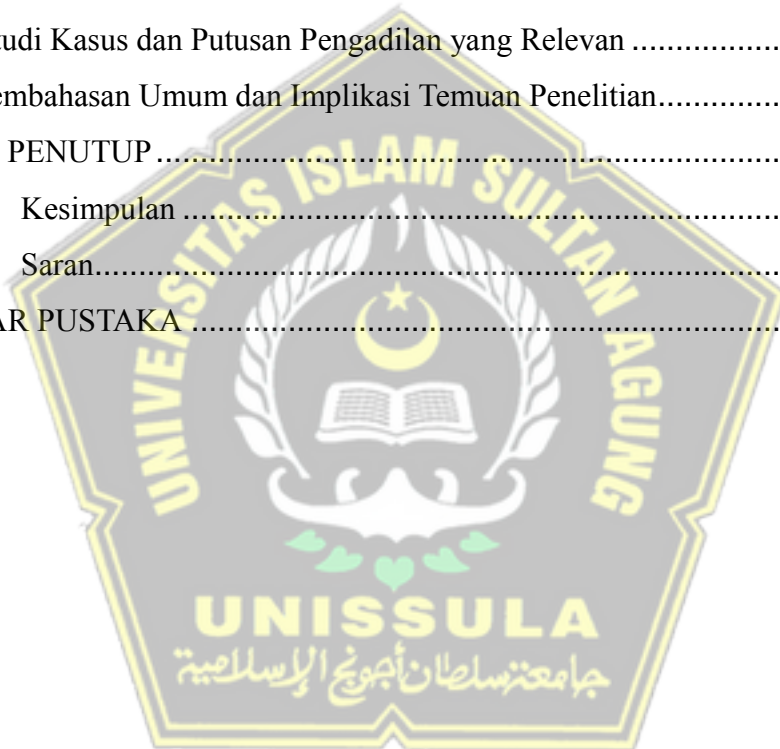 tudi Kasus dan Putusan Pengadilan yang Relevan ..................
embahasan Umum dan Implikasi Temuan Penelitian...............
PENUTUP .......................................................................
Kesimpulan ....................................................................
Saran..............................................................................
AR PUSTAKA ...................................................................
UNIVERSITAS ISLAM SULTAN AGUNG
UNISSULA
جامعة سلطان أجونج الإسلامية